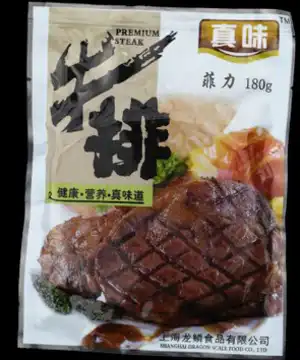 PREMIUM
STEAK
真味
TM
牛排
菲力 180g
健康·营养·真味道
上海龙鳞食品有限公司
SHANGHAI DRAGON SCALE FOOD CO., LTD